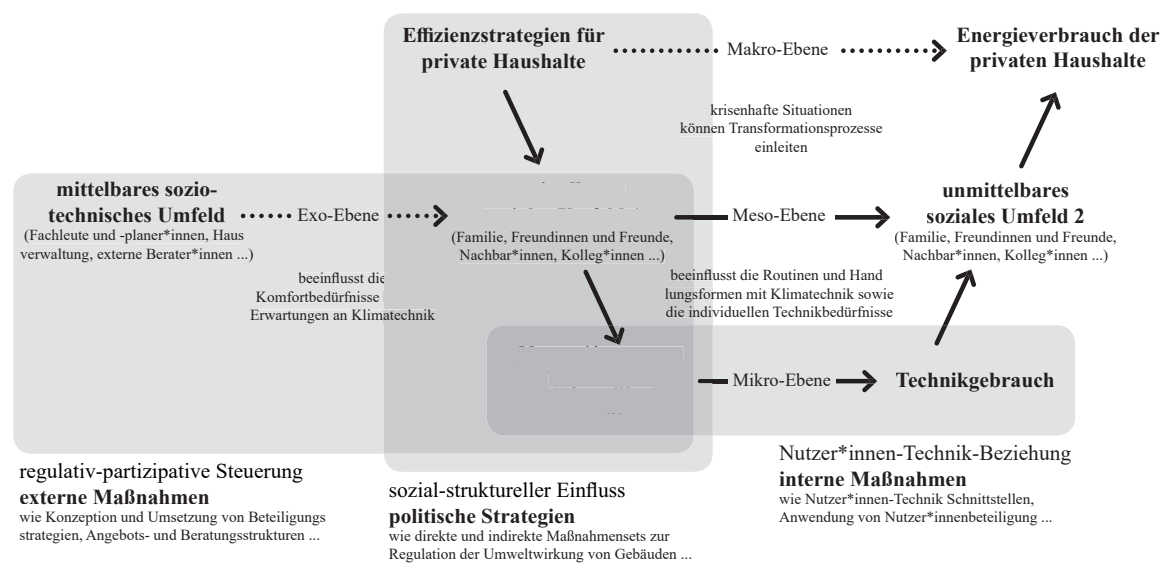 Effizienzstrategien für
private Haushalte
Makro-Ebene
Energieverbrauch der
privaten Haushalte
krisenhafte Situationen
können Transformationsprozesse
einleiten
mittelbares sozio-
technisches Umfeld
(Fachleute und -planer*innen, Haus
verwaltung, externe Berater*innen ...)
Exo-Ebene
(Familie, Freundinnen und Freunde,
Nachbar*innen, Kolleg*innen ...)
Meso-Ebene
unmittelbares
soziales Umfeld 2
(Familie, Freundinnen und Freunde,
Nachbar*innen, Kolleg*innen ...)
beeinflusst die
Komfortbedürfnisse
Erwartungen an Klimatechnik
beeinflusst die Routinen und Hand
lungsformen mit Klimatechnik sowie
die individuellen Technikbedürfnisse
Mikro-Ebene
Technikgebrauch
regulativ-partizipative Steuerung
externe Maßnahmen
wie Konzeption und Umsetzung von Beteiligungs
strategien, Angebots- und Beratungsstrukturen ...
sozial-struktureller Einfluss
politische Strategien
wie direkte und indirekte Maßnahmensets zur
Regulation der Umweltwirkung von Gebäuden ...
Nutzer*innen-Technik-Beziehung
interne Maßnahmen
wie Nutzer*innen-Technik Schnittstellen,
Anwendung von Nutzer*innenbeteiligung ...